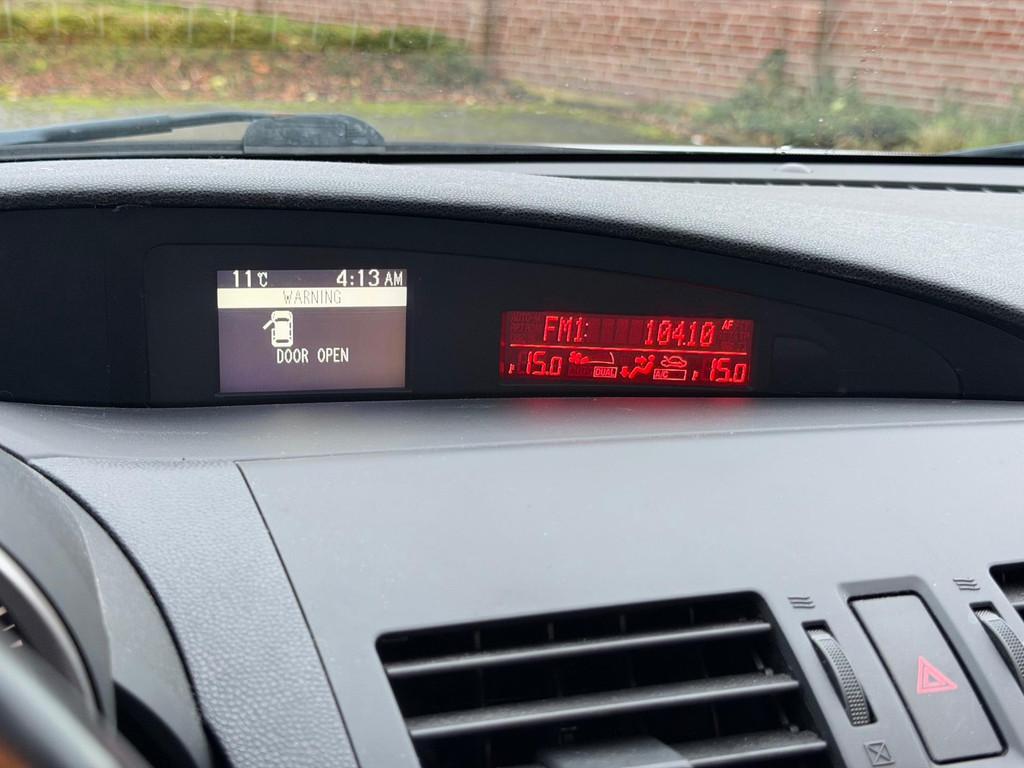 11℃ 4:13 AM
WARNING
DOOR OPEN
FM1: 104.10 AF
15.0 DUAL A/C 15.0